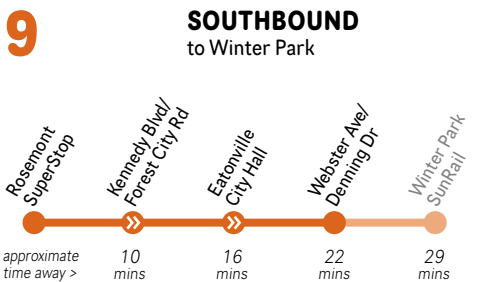 9
SOUTHBOUND
to Winter Park
Rosemont
SuperStop
Kennedy Blvd/
Forest City Rd
Eatonville
City Hall
Webster Ave/
Denning Dr
Winter Park
SunRail
approximate
time away >
10
mins
16
mins
22
mins
29
mins